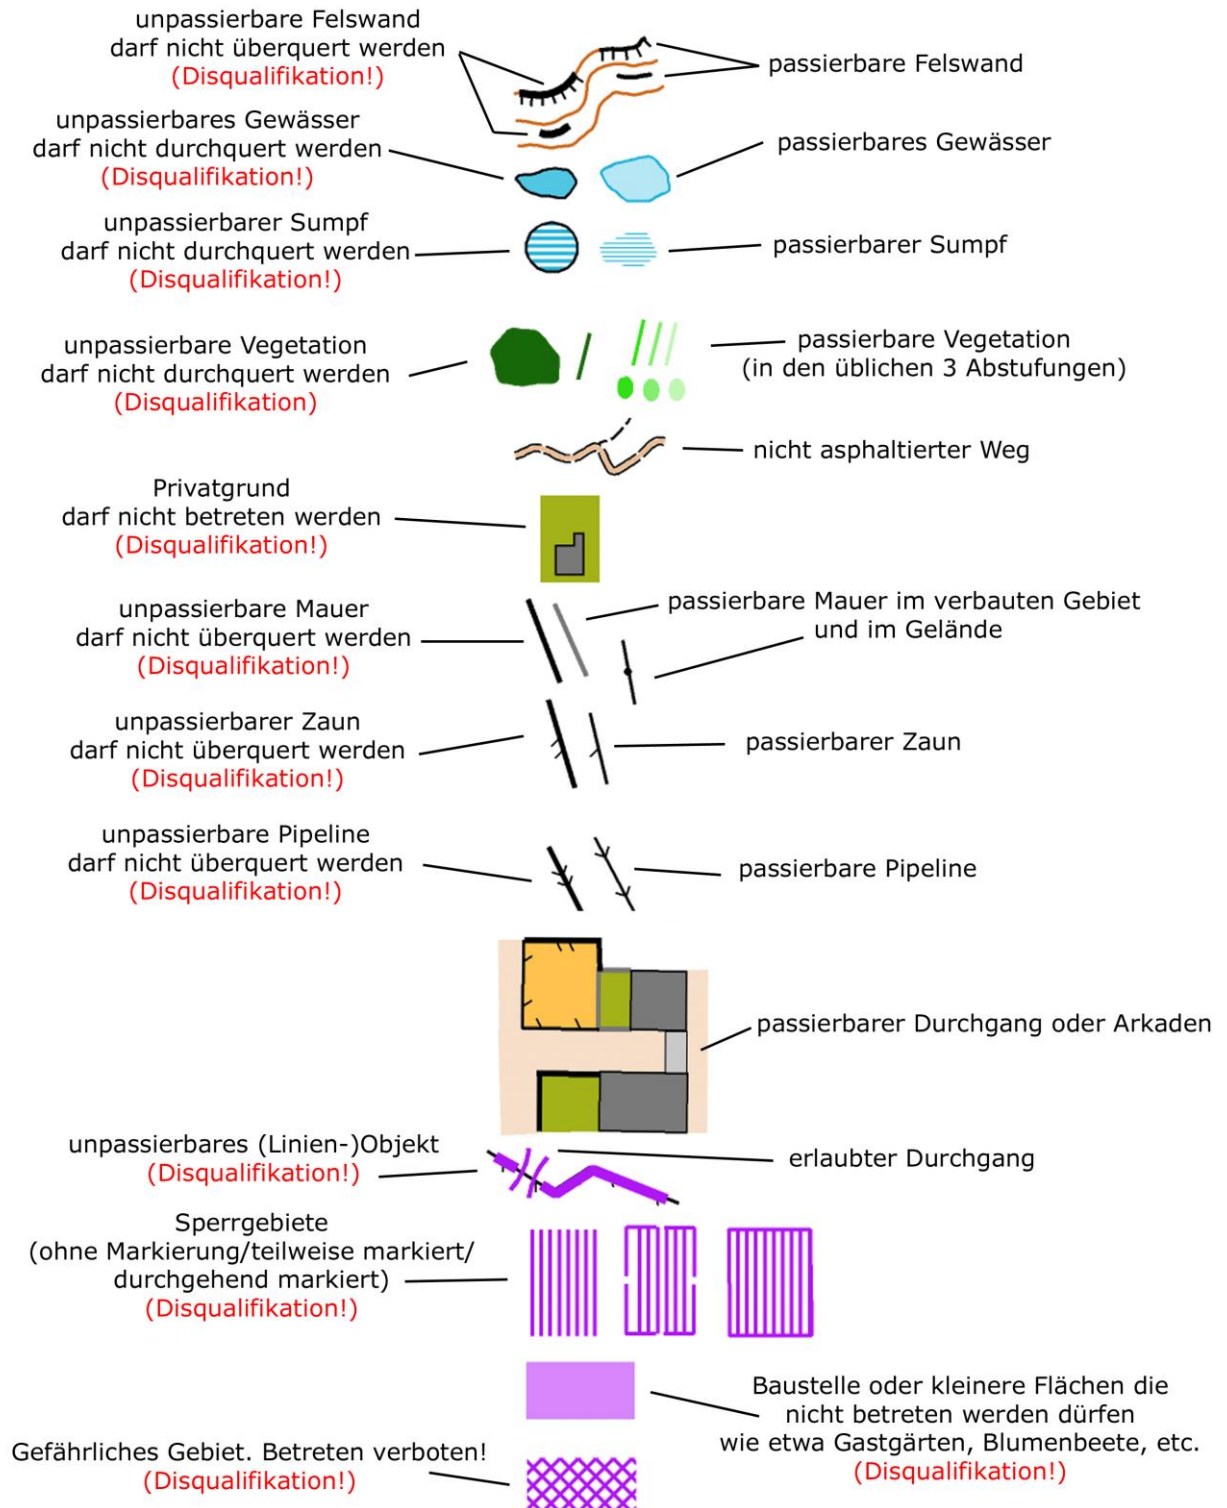 unpassierbare Felswand
darf nicht überquert werden
(Disqualifikation!)
passierbare Felswand
unpassierbares Gewässer
darf nicht durchquert werden
(Disqualifikation!)
passierbares Gewässer
unpassierbarer Sumpf
darf nicht durchquert werden
(Disqualifikation!)
passierbarer Sumpf
unpassierbare Vegetation
darf nicht durchquert werden
(Disqualifikation)
passierbare Vegetation
(in den üblichen 3 Abstufungen)
nicht asphaltierter Weg
Privatgrund
darf nicht betreten werden
(Disqualifikation!)
unpassierbare Mauer
darf nicht überquert werden
(Disqualifikation!)
passierbare Mauer im verbauten Gebiet
und im Gelände
unpassierbarer Zaun
darf nicht überquert werden
(Disqualifikation!)
passierbarer Zaun
unpassierbare Pipeline
darf nicht überquert werden
(Disqualifikation!)
passierbare Pipeline
passierbarer Durchgang oder Arkaden
unpassierbares (Linien-)Objekt
(Disqualifikation!)
erlaubter Durchgang
Sperrgebiete
(ohne Markierung/teilweise markiert/
durchgehend markiert)
(Disqualifikation!)
Baustelle oder kleinere Flächen die
nicht betreten werden dürfen
wie etwa Gastgärten, Blumenbeete, etc.
(Disqualifikation!)
Gefährliches Gebiet. Betreten verboten!
(Disqualifikation!)